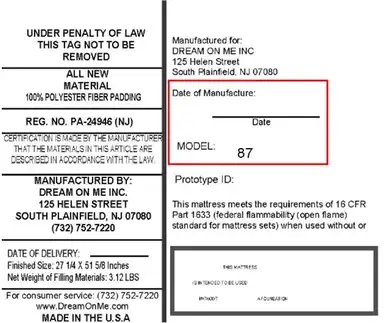 UNDER PENALTY OF LAW
THIS TAG NOT TO BE
REMOVED
ALL NEW
MATERIAL
100% POLYESTER FIBER PADDING
REG. NO. PA-24946 (NJ)
CERTIFICATION IS MADE BY THE MANUFACTURER
THAT THE MATERIALS IN THIS ARTICLE ARE
DESCRIBED IN ACCORDANCE WITH THE LAW.
MANUFACTURED BY:
DREAM ON ME INC.
125 HELEN STREET
SOUTH PLAINFIELD, NJ 07080
(732) 752-7220
DATE OF DELIVERY:
Finished Size: 27 1/4 X 51 5/8 Inches
Net Weight of Filling Materials: 3.12 LBS
For consumer service: (732) 752-7220
www.DreamOnMe.com
MADE IN THE U.S.A
Manufactured for:
DREAM ON ME INC
125 Helen Street
South Plainfield, NJ 07080
Date of Manufacture:
Date
MODEL: 87
Prototype ID:
This mattress meets the requirements of 16 CFR
Part 1633 (federal flammability (open flame)
standard for mattress sets) when used without or
THIS MATTRESS
IS INTENDED TO BE USED
WITHOUT A FOUNDATION